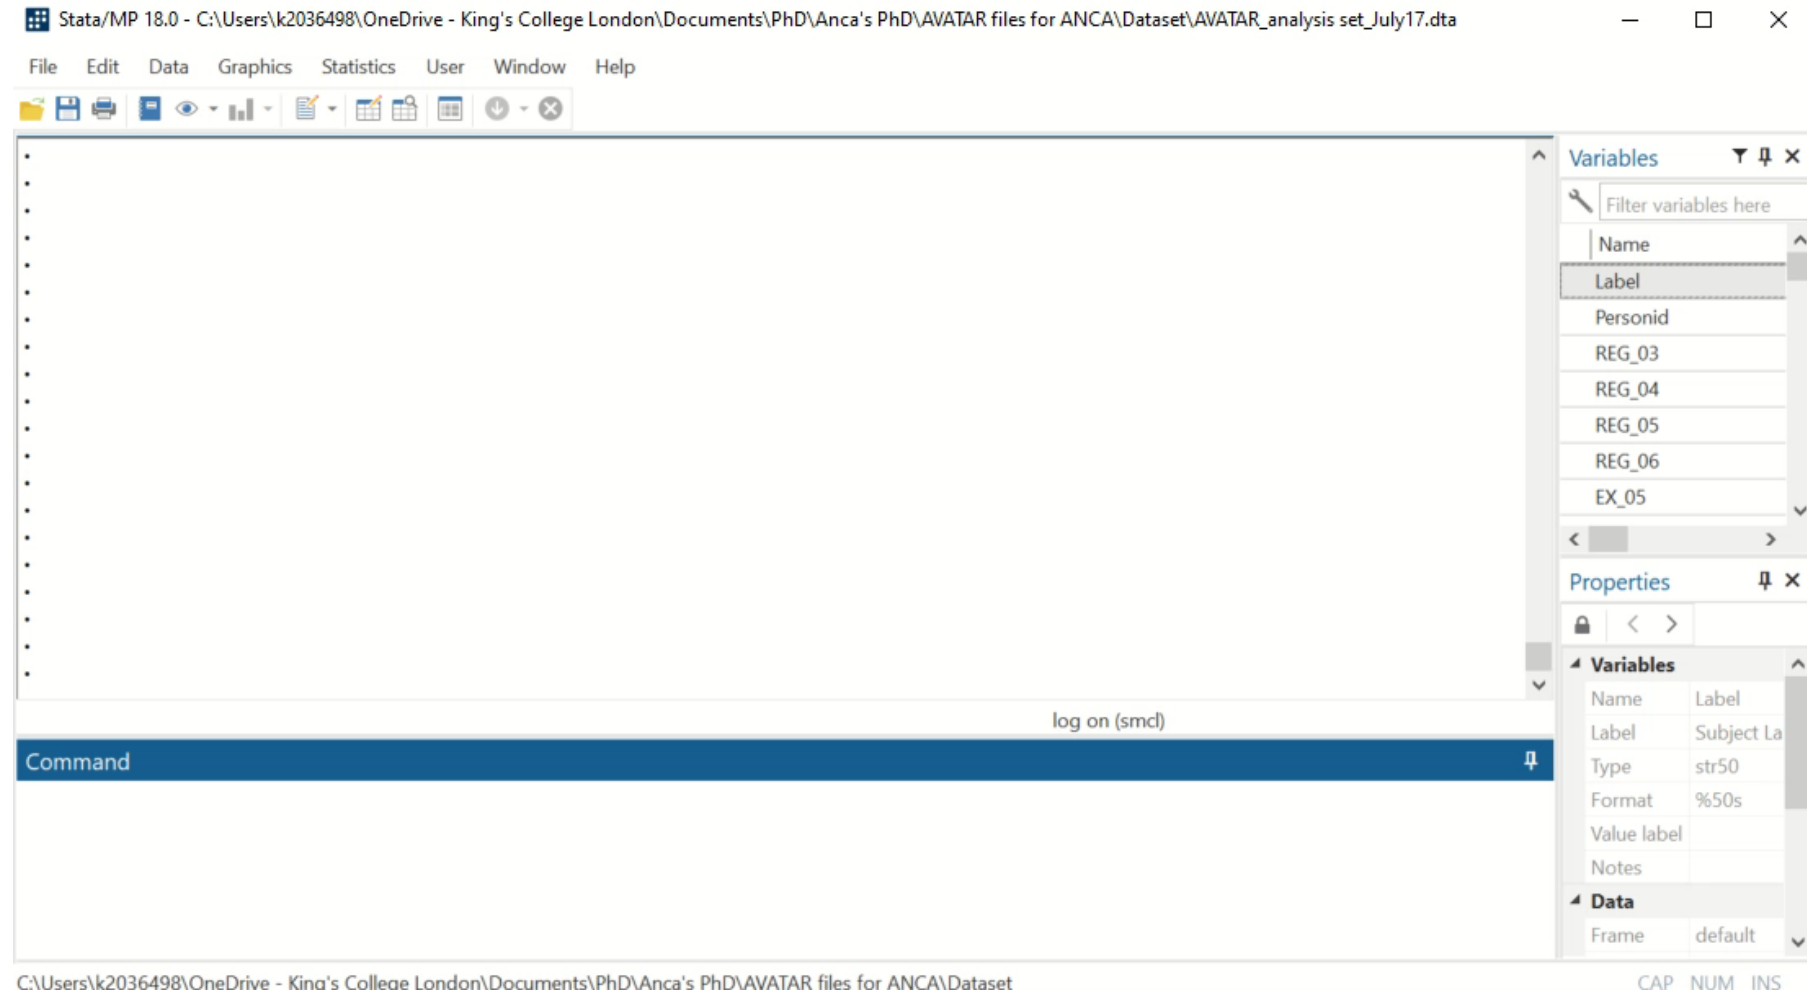 Stata/MP 18.0 - C:\Users\k2036498\OneDrive - King's College London\Documents\PhD\Anca's PhD\AVATAR files for ANCA\Dataset\AVATAR_analysis set_July17.dta
File Edit Data Graphics Statistics User Window Help
Variables
Filter variables here
Name
Label
Personid
REG_03
REG_04
REG_05
REG_06
EX_05
Properties
Variables
Name Label
Label Subject La
Type str50
Format %50s
Value label
Notes
Data
Frame default
log on (smcl)
Command
C:\Users\k2036498\OneDrive - King's College London\Documents\PhD\Anca's PhD\AVATAR files for ANCA\Dataset
CAP NUM INS